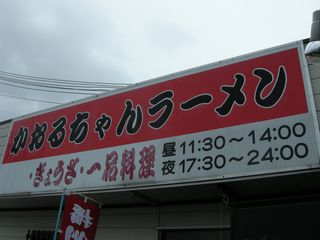 かおるちゃんラーメン
・ぎょうざ・一品料理
昼 11:30～14:00
夜 17:30～24:00